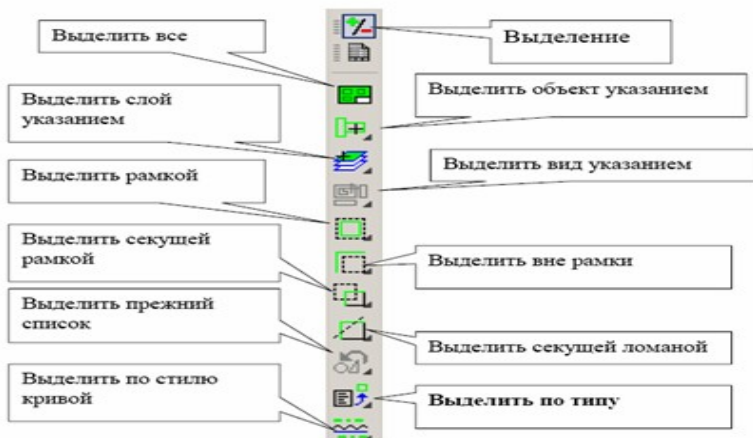 Выделить все
Выделение
Выделить слой
указанием
Выделить объект указанием
Выделить рамкой
Выделить вид указанием
Выделить секущей
рамкой
Выделить вне рамки
Выделить прежний
список
Выделить секущей ломаной
Выделить по стилю
кривой
Выделить по типу